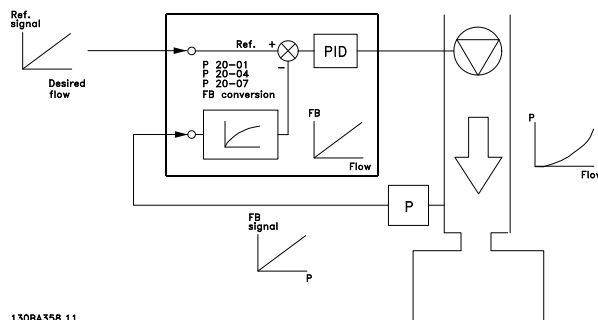 Ref.
signal
Desired
flow
Ref.
+
−
PID
P 20-01
P 20-04
P 20-07
FB conversion
FB
Flow
P
Flow
P
FB
signal
P
130BA358.11